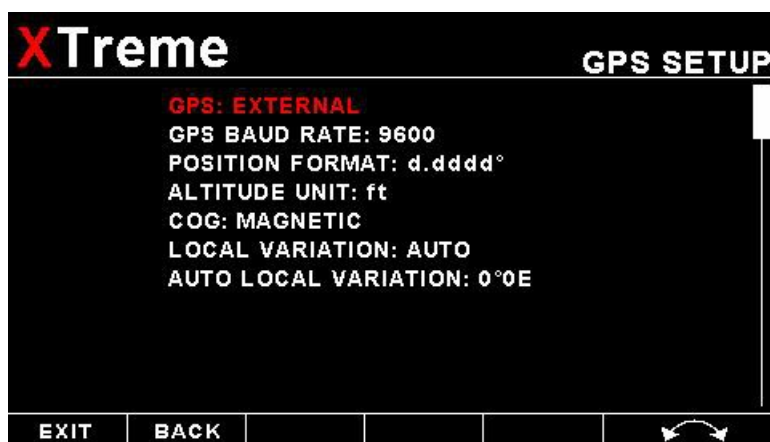 XTreme
GPS SETUP
GPS: EXTERNAL
GPS BAUD RATE: 9600
POSITION FORMAT: d.dddd°
ALTITUDE UNIT: ft
COG: MAGNETIC
LOCAL VARIATION: AUTO
AUTO LOCAL VARIATION: 0°0E
EXIT BACK